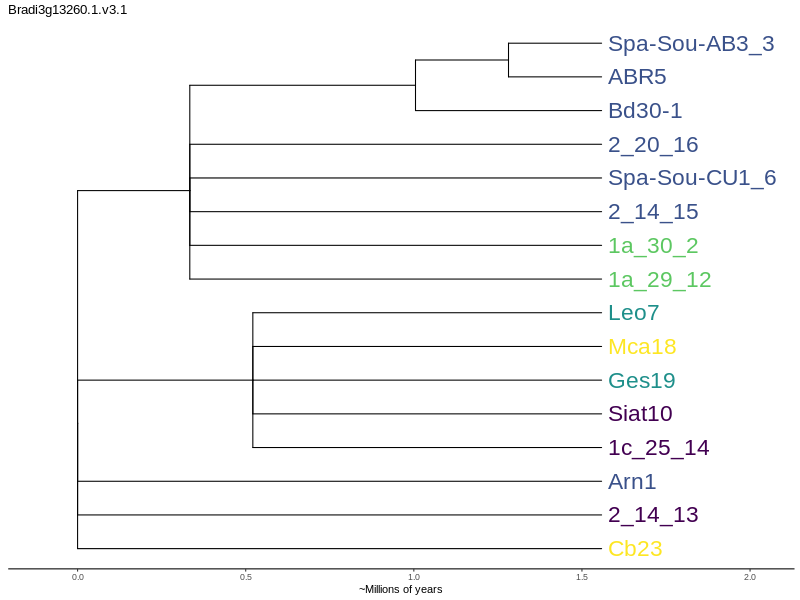 Bradi3g13260.1.v3.1
Spa-Sou-AB3_3
ABR5
Bd30-1
2_20_16
Spa-Sou-CU1_6
2_14_15
1a_30_2
1a_29_12
Leo7
Mca18
Ges19
Siat10
1c_25_14
Arn1
2_14_13
Cb23
0.0 0.5 1.0 1.5 2.0
~Millions of years